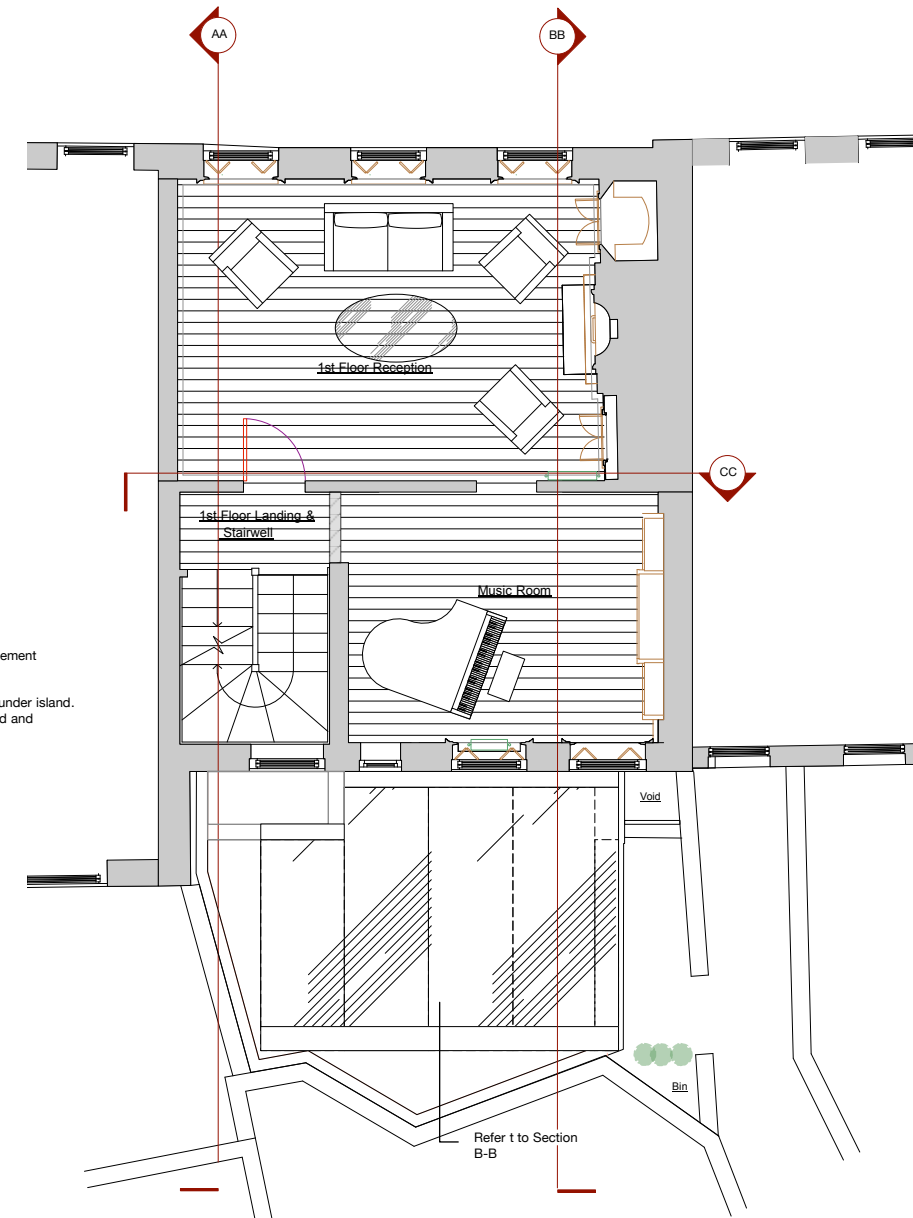 AA
BB
1st Floor Reception
CC
1st Floor Landing &
Stairwell
Music Room
ement
under island.
d and
Void
Bin
Refer t to Section
B-B